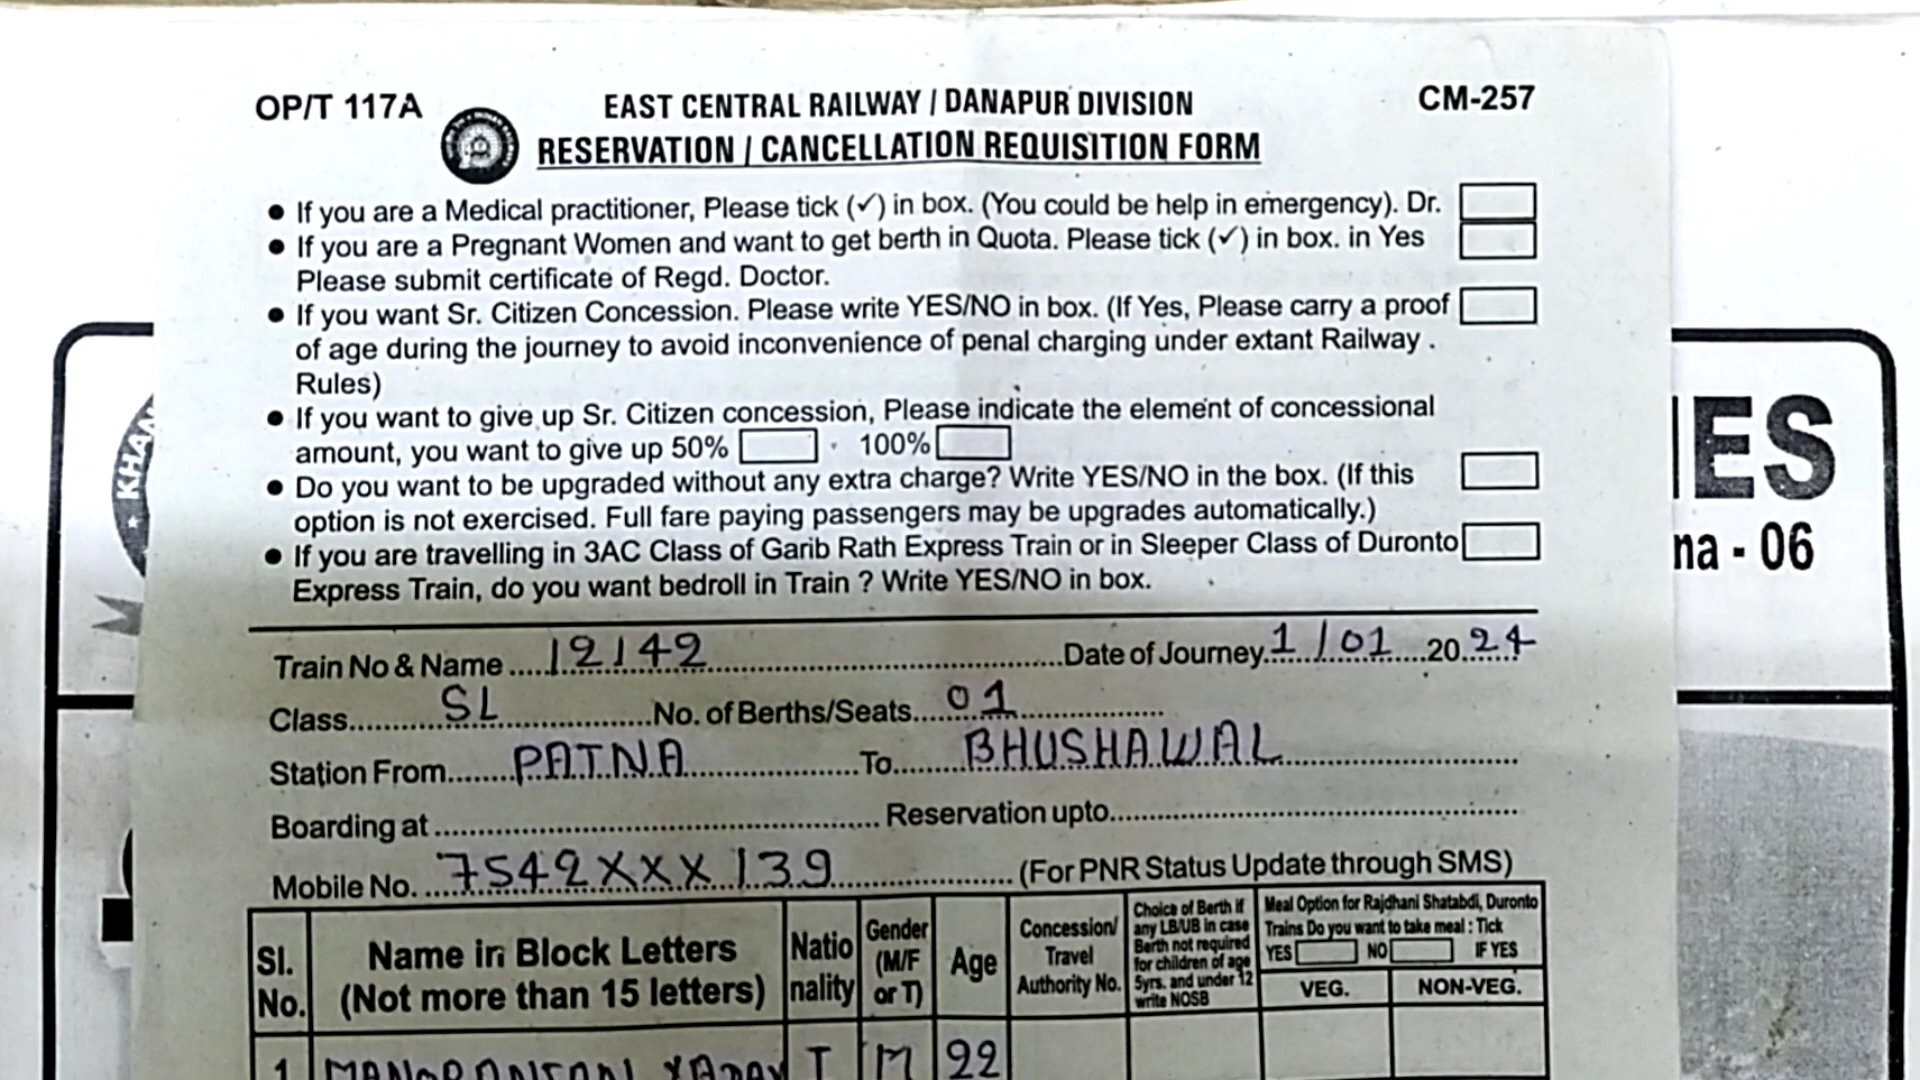 OP/T 117A
EAST CENTRAL RAILWAY / DANAPUR DIVISION
CM-257
RESERVATION / CANCELLATION REQUISITION FORM
● If you are a Medical practitioner, Please tick (✓) in box. (You could be help in emergency). Dr.
● If you are a Pregnant Women and want to get berth in Quota. Please tick (✓) in box. in Yes
Please submit certificate of Regd. Doctor.
● If you want Sr. Citizen Concession. Please write YES/NO in box. (If Yes, Please carry a proof
of age during the journey to avoid inconvenience of penal charging under extant Railway .
Rules)
● If you want to give up Sr. Citizen concession, Please indicate the element of concessional
amount, you want to give up 50% 100%
● Do you want to be upgraded without any extra charge? Write YES/NO in the box. (If this
option is not exercised. Full fare paying passengers may be upgrades automatically.)
● If you are travelling in 3AC Class of Garib Rath Express Train or in Sleeper Class of Duronto
Express Train, do you want bedroll in Train ? Write YES/NO in box.
Train No & Name 12142 Date of Journey 1/01 2024
Class SL No. of Berths/Seats 01
Station From PATNA To BHUSHAWAL
Boarding at Reservation upto
Mobile No. 7542XXX139 (For PNR Status Update through SMS)
Sl. No.
Name in Block Letters
(Not more than 15 letters)
Natio
nality
Gender
(M/F
or T)
Age
Concession/
Travel
Authority No.
Choice of Berth if
any LB/UB in case
Berth not required
for children of age
5yrs. and under 12
write NOSB
Meal Option for Rajdhani Shatabdi, Duronto
Trains Do you want to take meal : Tick
YES NO IF YES
VEG. NON-VEG.
1 YADAV I M 22
KHAN
ES
na - 06